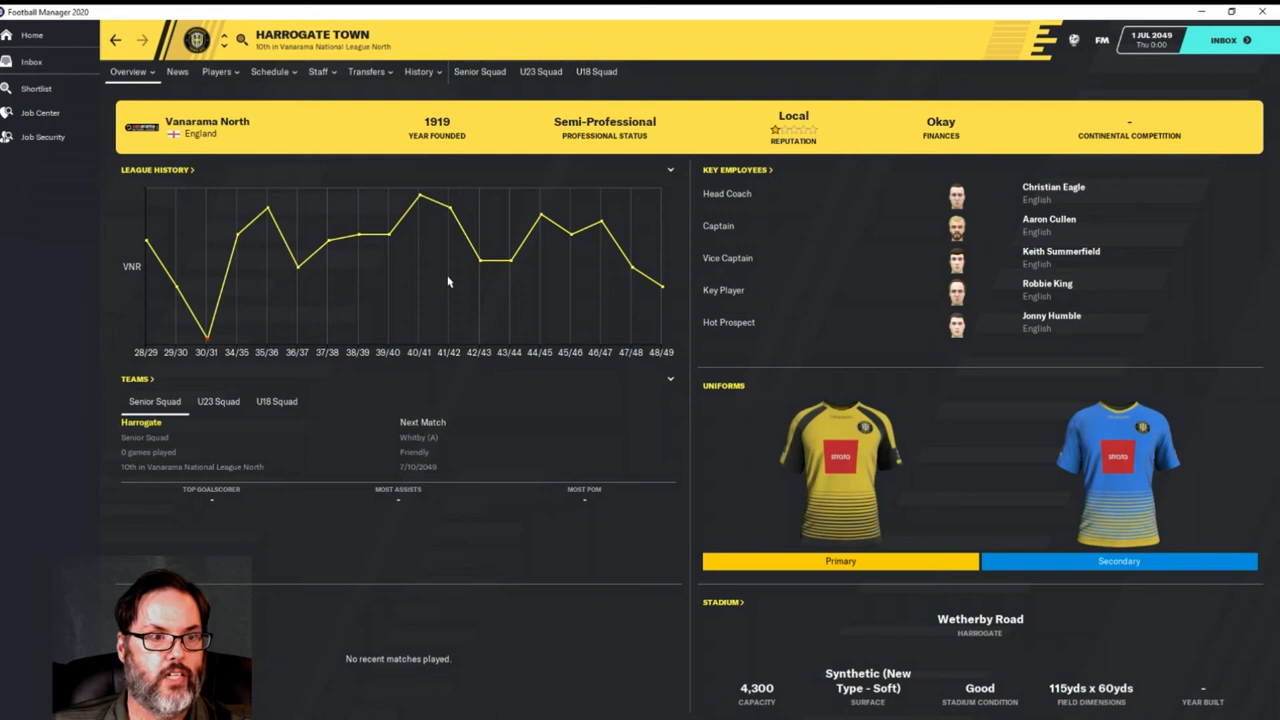 Football Manager 2020
Home
Inbox
Shortlist
Job Center
Job Security
HARROGATE TOWN
10th in Vanarama National League North
FM
1 JUL 2049
Thu 0:00
INBOX
Overview
News
Players
Schedule
Staff
Transfers
History
Senior Squad
U23 Squad
U18 Squad
Vanarama North
England
1919
YEAR FOUNDED
Semi-Professional
PROFESSIONAL STATUS
Local
REPUTATION
Okay
FINANCES
-
CONTINENTAL COMPETITION
LEAGUE HISTORY >
VNR
28/29 29/30 30/31 34/35 35/36 36/37 37/38 38/39 39/40 40/41 41/42 42/43 43/44 44/45 45/46 46/47 47/48 48/49
KEY EMPLOYEES >
Head Coach
Christian Eagle
English
Captain
Aaron Cullen
English
Vice Captain
Keith Summerfield
English
Key Player
Robbie King
English
Hot Prospect
Jonny Humble
English
TEAMS >
Senior Squad U23 Squad U18 Squad
Harrogate
Senior Squad
0 games played
10th in Vanarama National League North
Next Match
Whitby (A)
Friendly
7/10/2049
TOP GOALSCORER
-
MOST ASSISTS
-
MOST POM
-
No recent matches played.
UNIFORMS
strata
strata
Primary
Secondary
STADIUM >
Wetherby Road
HARROGATE
4,300
CAPACITY
Synthetic (New
Type - Soft)
SURFACE
Good
STADIUM CONDITION
115yds x 60yds
FIELD DIMENSIONS
-
YEAR BUILT